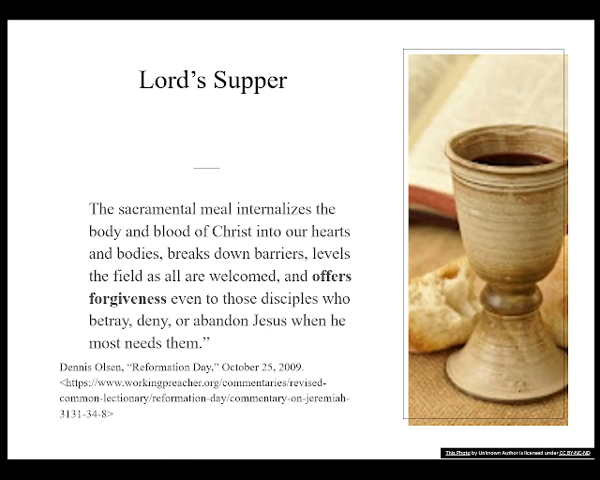 Lord’s Supper
The sacramental meal internalizes the
body and blood of Christ into our hearts
and bodies, breaks down barriers, levels
the field as all are welcomed, and offers
forgiveness even to those disciples who
betray, deny, or abandon Jesus when he
most needs them.”
Dennis Olsen, “Reformation Day,” October 25, 2009.
<https://www.workingpreacher.org/commentaries/revised-
common-lectionary/reformation-day/commentary-on-jeremiah-
3131-34-8>
This Photo by Unknown Author is licensed under CC BY-NC-ND